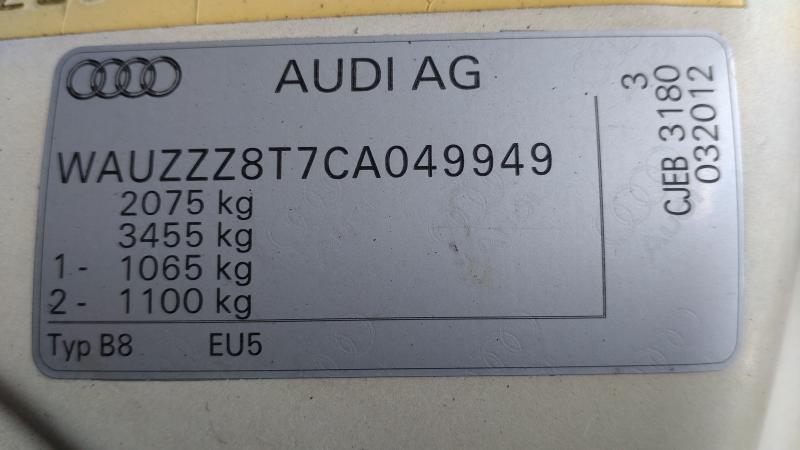 AUDI AG
WAUZZZ8T7CA049949
2075 kg
3455 kg
1 - 1065 kg
2 - 1100 kg
Typ B8 EU5
3
CJEB 3180
032012